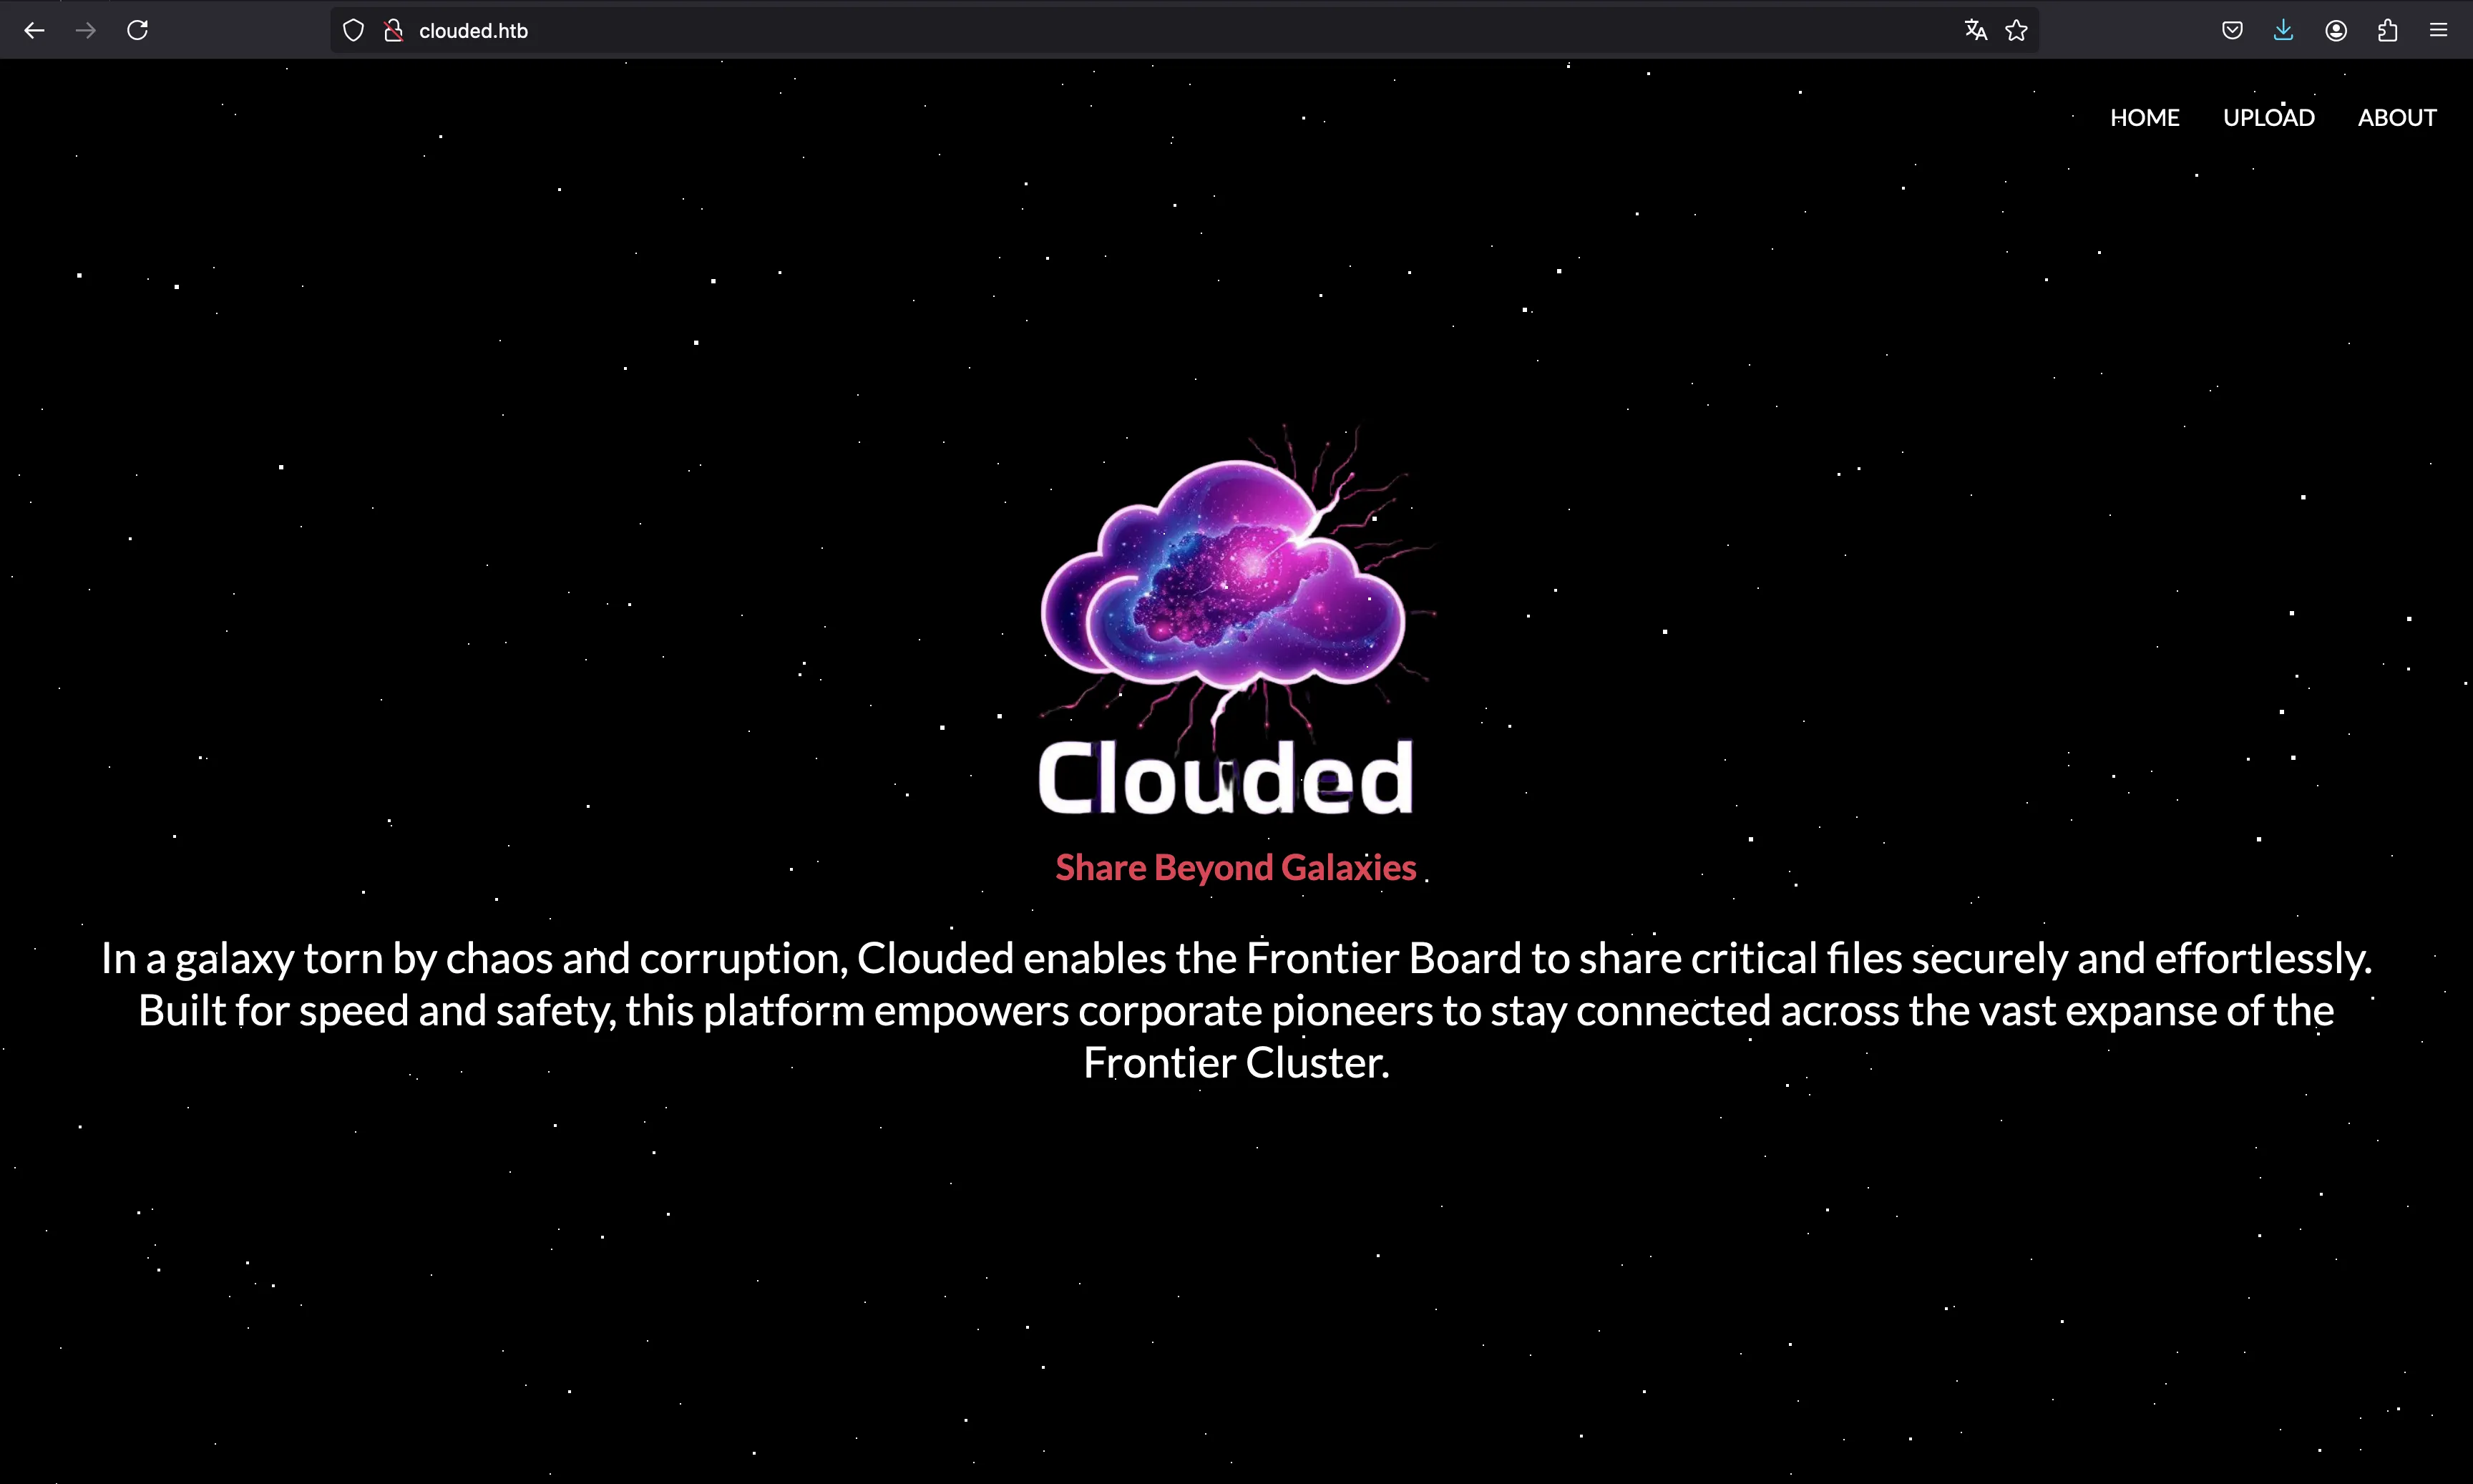 clouded.htb
HOME UPLOAD ABOUT
Clouded
Share Beyond Galaxies
In a galaxy torn by chaos and corruption, Clouded enables the Frontier Board to share critical files securely and effortlessly.
Built for speed and safety, this platform empowers corporate pioneers to stay connected across the vast expanse of the
Frontier Cluster.